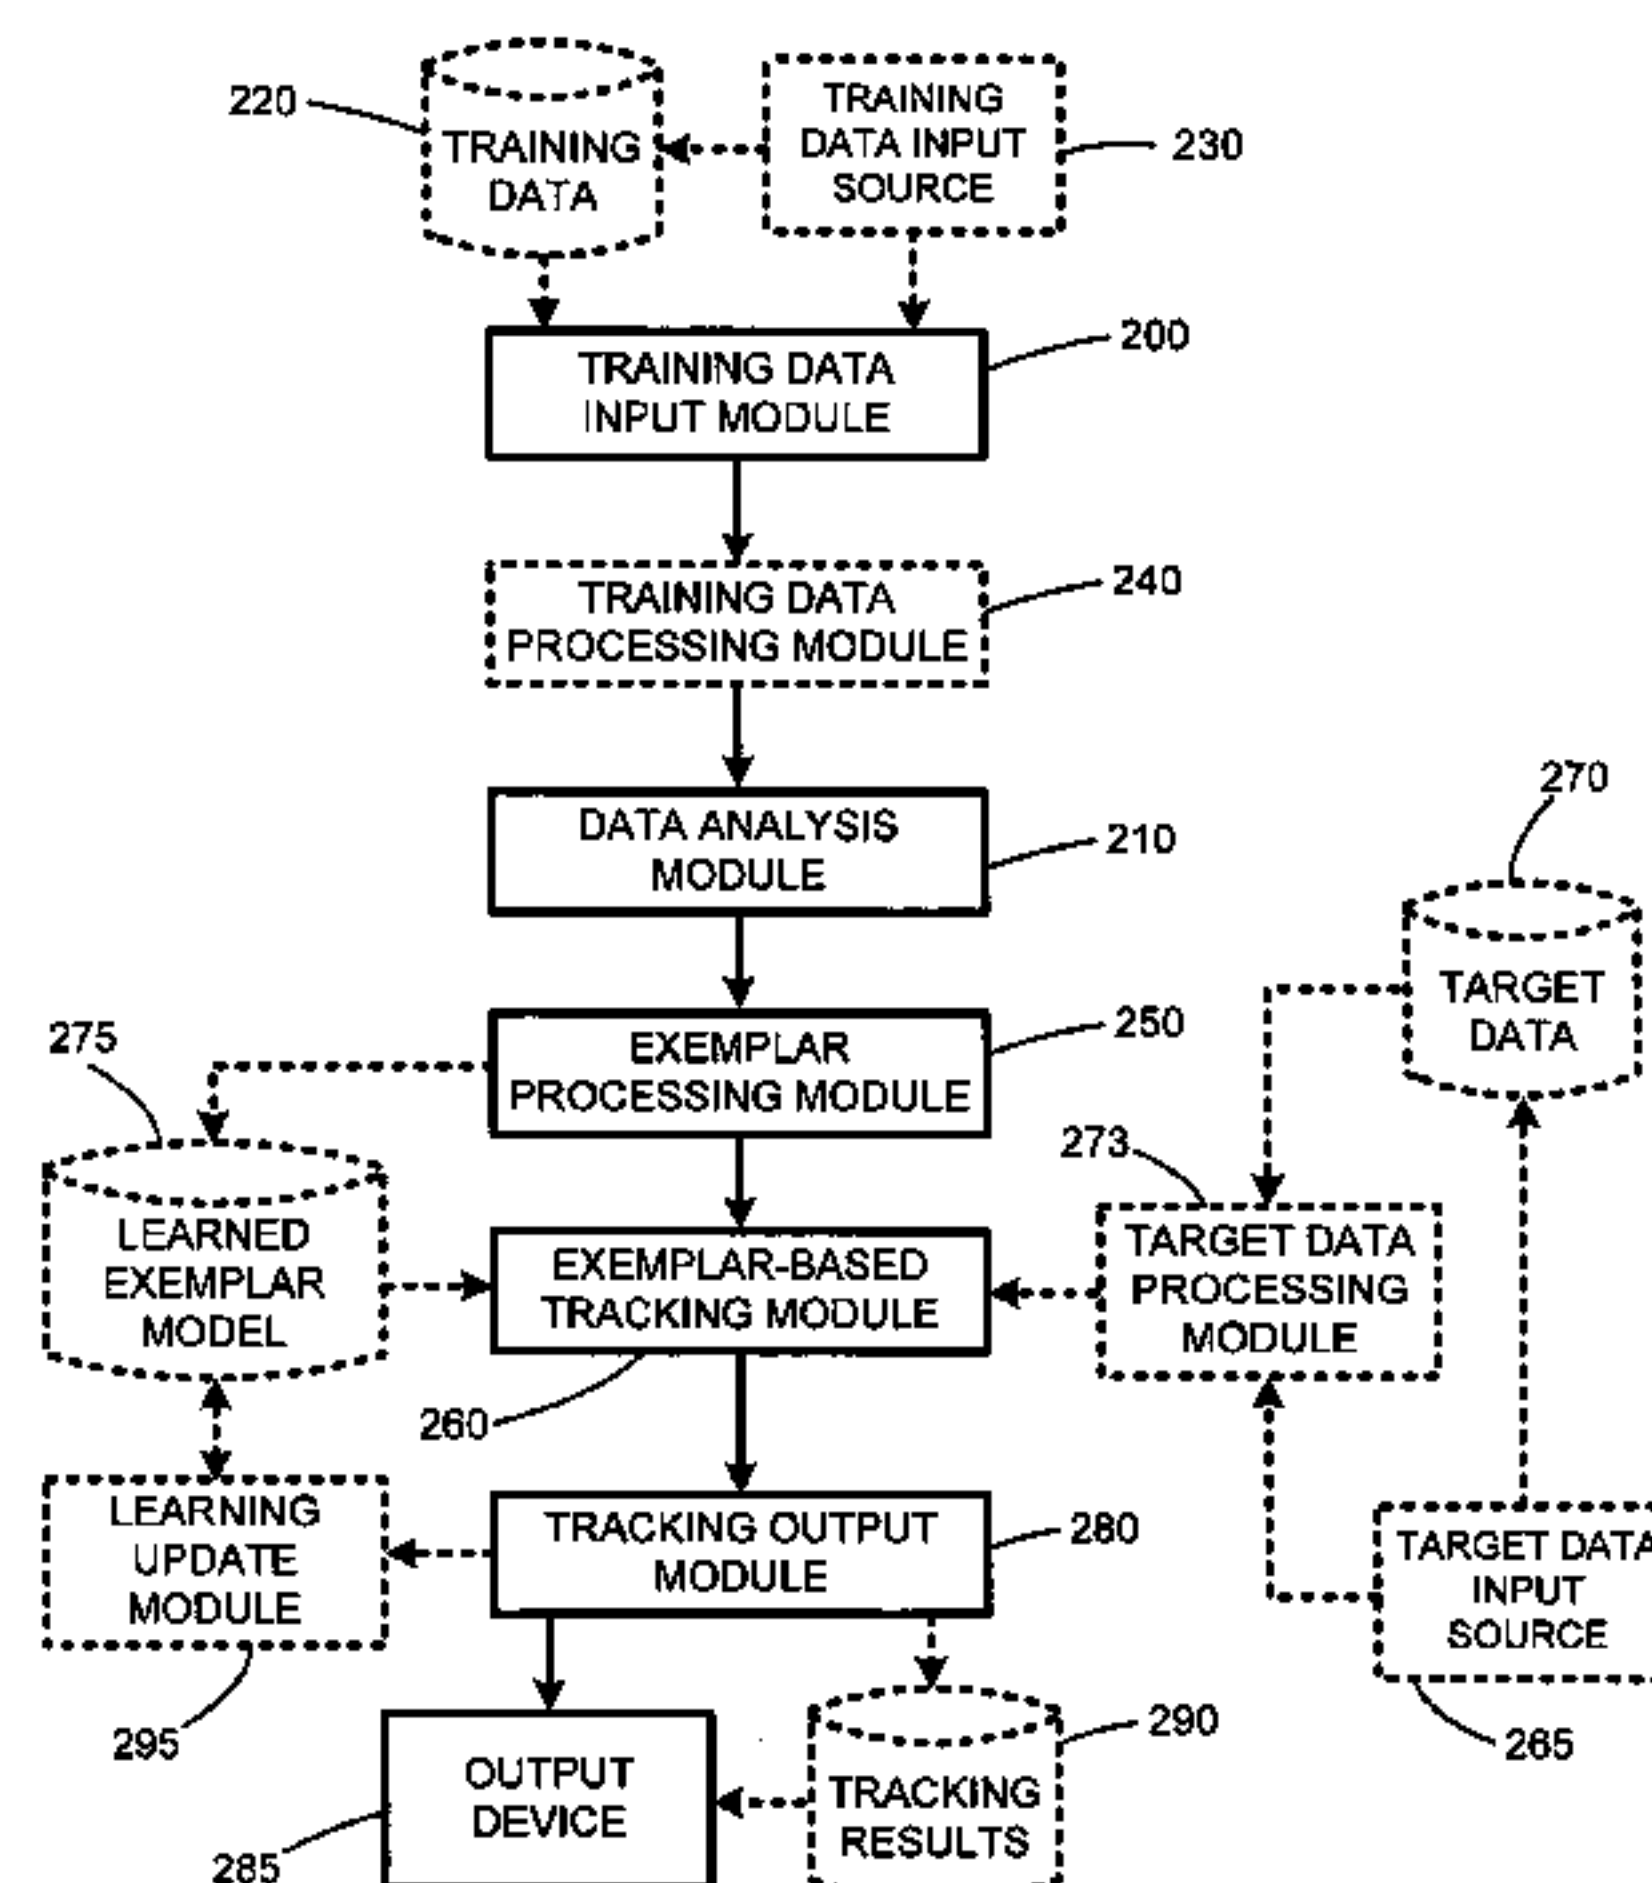 220
TRAINING
DATA
TRAINING
DATA INPUT
SOURCE
230
TRAINING DATA
INPUT MODULE
200
TRAINING DATA
PROCESSING MODULE
240
DATA ANALYSIS
MODULE
210
270
TARGET
DATA
275
EXEMPLAR
PROCESSING MODULE
250
273
LEARNED
EXEMPLAR
MODEL
EXEMPLAR-BASED
TRACKING MODULE
TARGET DATA
PROCESSING
MODULE
260
LEARNING
UPDATE
MODULE
TRACKING OUTPUT
MODULE
280
TARGET DATA
INPUT
SOURCE
295
OUTPUT
DEVICE
290
265
TRACKING
RESULTS
285